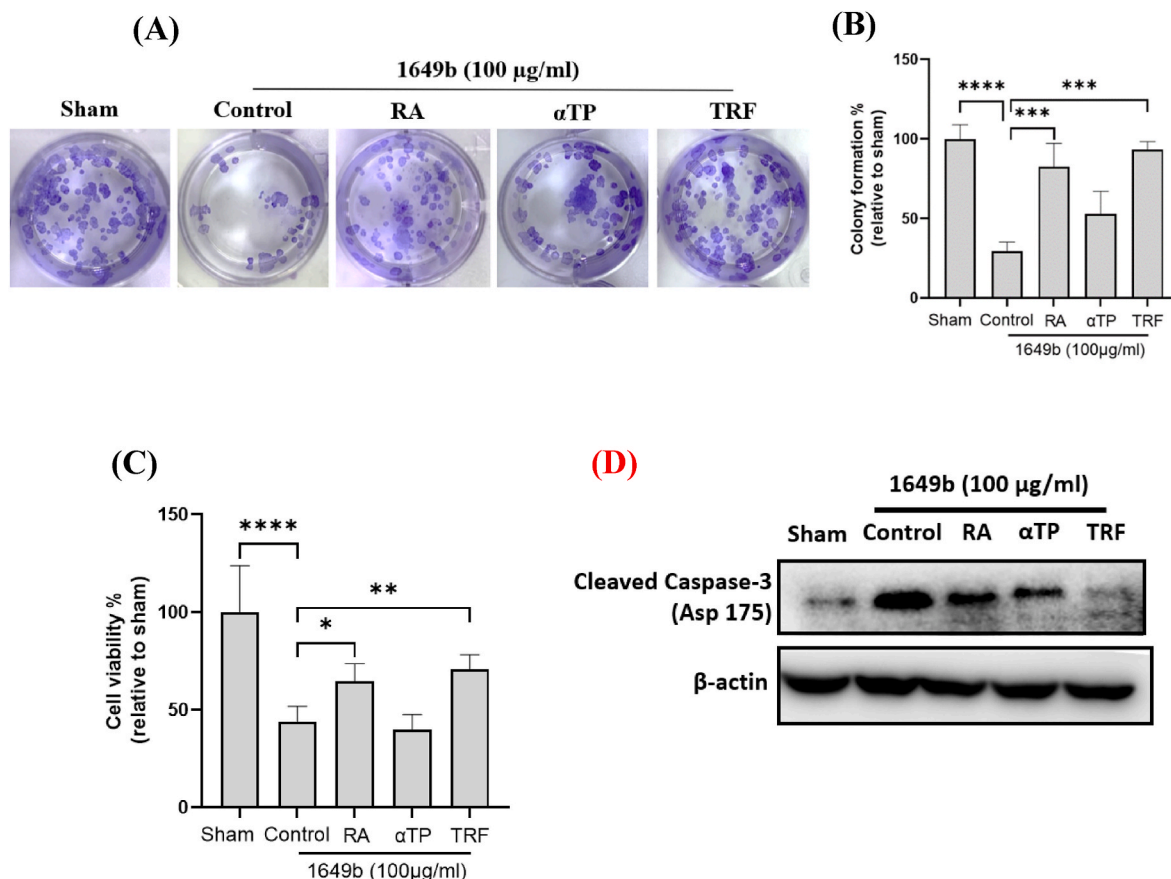 (A)
1649b (100 μg/ml)
Sham Control RA αTP TRF
(B)
150
100
50
0
Colony formation %
(relative to sham)
**** *** ***
Sham Control RA αTP TRF
1649b (100μg/ml)
(C)
150
100
50
0
Cell viability %
(relative to sham)
**** * **
Sham Control RA αTP TRF
1649b (100μg/ml)
(D)
1649b (100 μg/ml)
Sham Control RA αTP TRF
Cleaved Caspase-3
(Asp 175)
β-actin